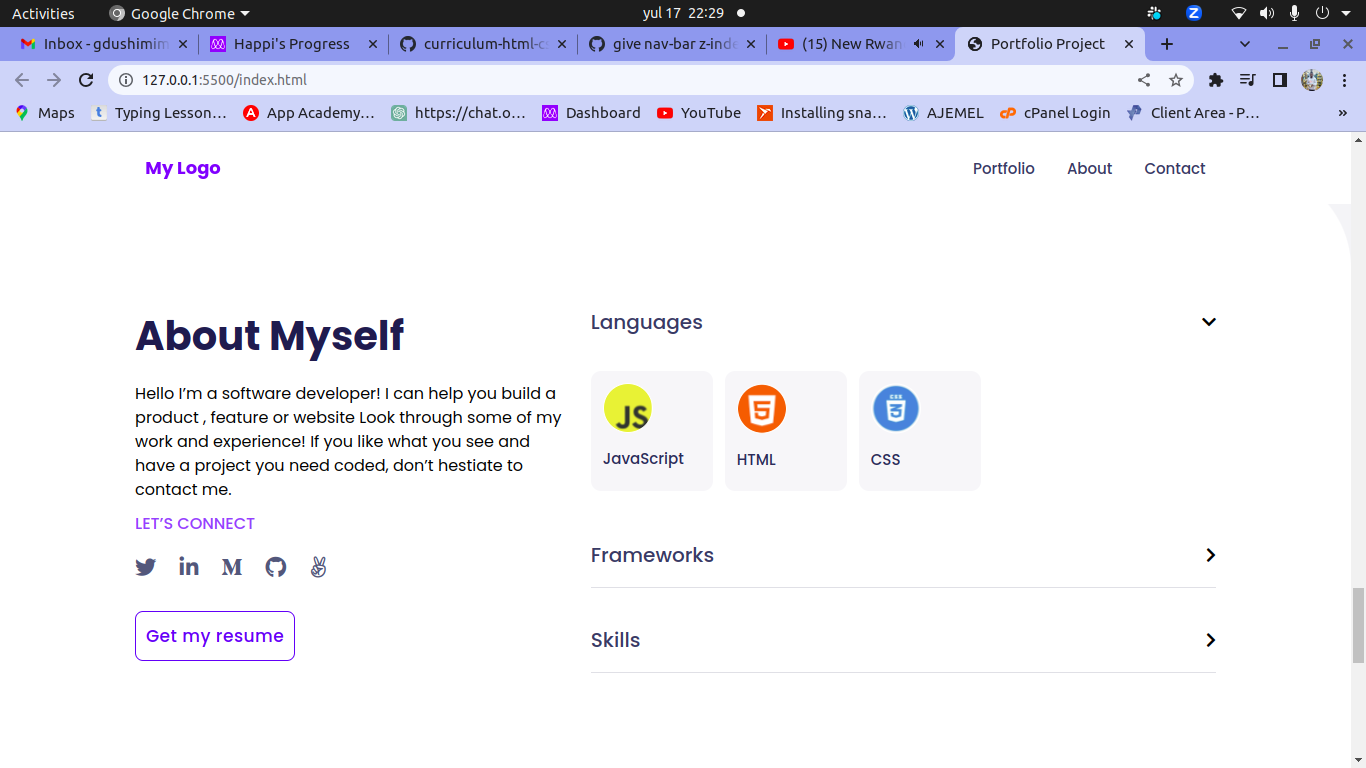 Activities
Google Chrome
yul 17 22:29
Inbox - gdushimim
Happi's Progress
curriculum-html-cs
give nav-bar z-inde
(15) New Rwan
Portfolio Project
127.0.0.1:5500/index.html
Maps
Typing Lesson…
App Academy…
https://chat.o…
Dashboard
YouTube
Installing sna…
AJEMEL
cPanel Login
Client Area - P…
»
My Logo
Portfolio
About
Contact
About Myself
Hello I’m a software developer! I can help you build a
product , feature or website Look through some of my
work and experience! If you like what you see and
have a project you need coded, don’t hestiate to
contact me.
LET’S CONNECT
Get my resume
Languages
JS
JavaScript
5
HTML
CSS
3
CSS
Frameworks
Skills